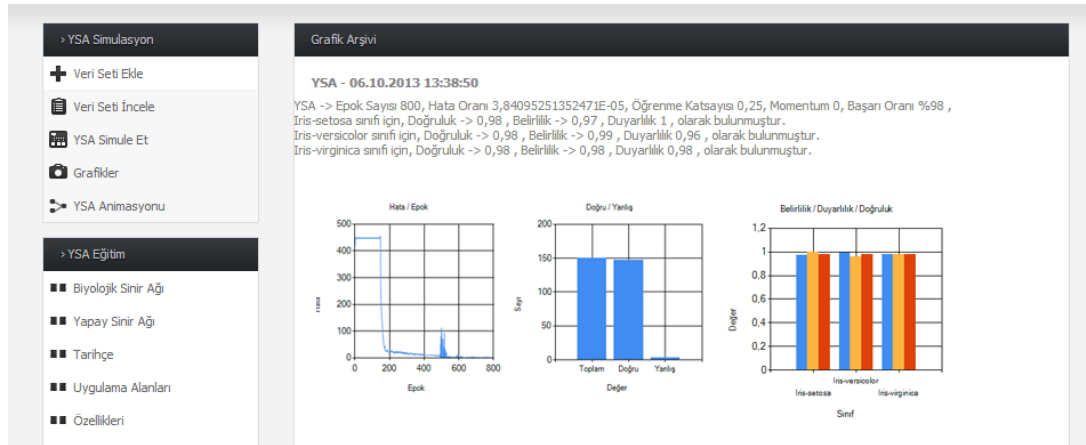 › YSA Simulasyon
Veri Seti Ekle
Veri Seti İncele
YSA Simule Et
Grafikler
YSA Animasyonu
› YSA Eğitim
Biyolojik Sinir Ağı
Yapay Sinir Ağı
Tarihçe
Uygulama Alanları
Özellikleri
Grafik Arşivi
YSA - 06.10.2013 13:38:50
YSA -> Epok Sayısı 800, Hata Oranı 3,84095251352471E-05, Öğrenme Katsayısı 0,25, Momentum 0, Başarı Oranı %98 ,
Iris-setosa sınıfı için, Doğruluk -> 0,98 , Belirlilik -> 0,97 , Duyarlılık 1 , olarak bulunmuştur.
Iris-versicolor sınıfı için, Doğruluk -> 0,98 , Belirlilik -> 0,99 , Duyarlılık 0,96 , olarak bulunmuştur.
Iris-virginica sınıfı için, Doğruluk -> 0,98 , Belirlilik -> 0,98 , Duyarlılık 0,98 , olarak bulunmuştur.
Hata / Epok
500
400
300
200
100
0
0 200 400 600 800
Hata
Epok
Doğru / Yanlış
200
150
100
50
0
Sayı
Toplam Doğru Yanlış
Değer
Belirlilik / Duyarlılık / Doğruluk
1,2
1
0,8
0,6
0,4
0,2
0
Değer
Iris-versicolor
Iris-setosa Iris-virginica
Sınıf